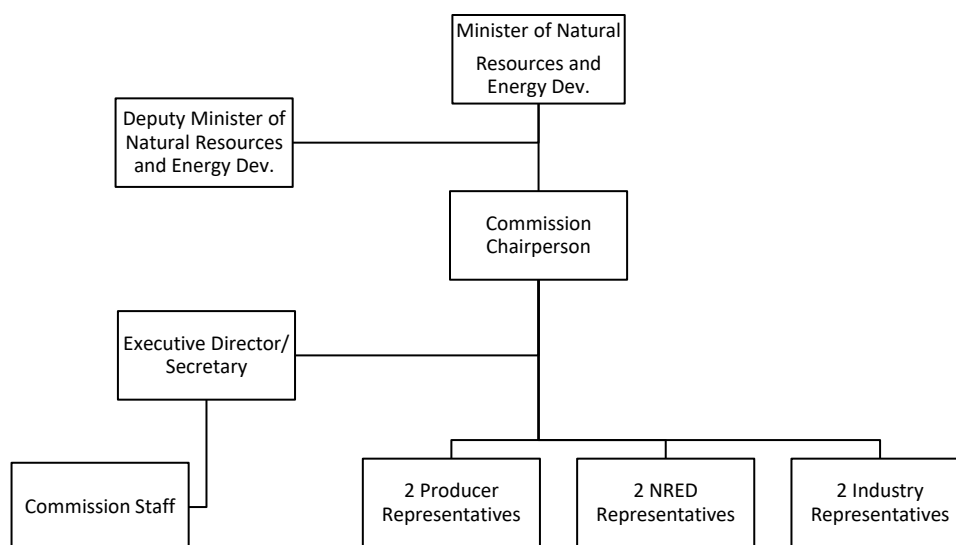 Minister of Natural
Resources and
Energy Dev.
Deputy Minister of
Natural Resources
and Energy Dev.
Commission
Chairperson
Executive Director/
Secretary
Commission Staff
2 Producer
Representatives
2 NRED
Representatives
2 Industry
Representatives